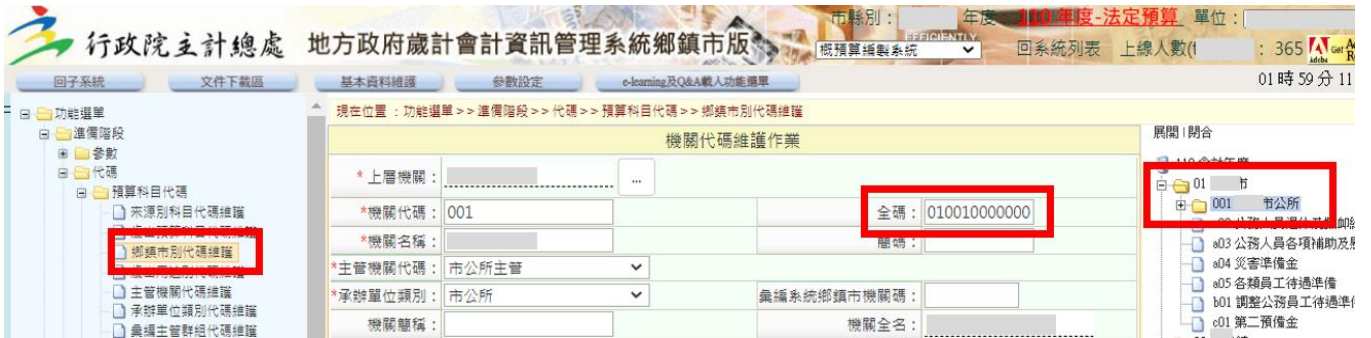 市縣別： 年度 110 年度-法定預算 單位：
行政院主計總處 地方政府歲計會計資訊管理系統鄉鎮市版 概預算編製系統 回系統列表 上線人數( ：365 Get
回子系統 文件下載區 基本資料維護 參數設定 e-learning及Q&A載入功能選單 01 時 59 分 11
功能選單
準備階段
參數
代碼
預算科目代碼
來源別科目代碼維護
鄉鎮市別代碼維護
主管機關代碼維護
承辦單位類別代碼維護
彙編主管群組代碼維護
現在位置 ：功能選單>>準備階段>>代碼>>預算科目代碼>>鄉鎮市別代碼維護
機關代碼維護作業
*上層機關： ...
*機關代碼： 001 全碼： 010010000000
*機關名稱： 簡碼：
*主管機關代碼： 市公所主管
*承辦單位類別： 市公所 彙編系統鄉鎮市機關碼：
機關簡稱： 機關全名：
展開|閉合
110 會計年度
01 市
001 市公所
a03 公務人員各項補助及
a04 災害準備金
a05 各類員工待遇準備
b01 調整公務員工待遇準
c01 第二預備金